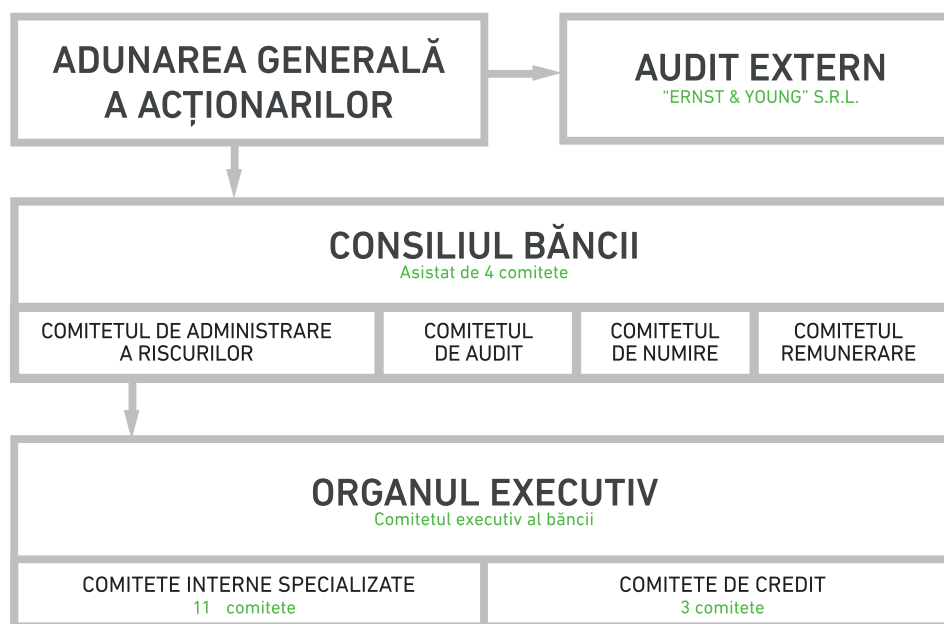 ADUNAREA GENERALĂ
A ACȚIONARILOR
AUDIT EXTERN
“ERNST & YOUNG” S.R.L.
CONSILIUL BĂNCII
Asistat de 4 comitete
COMITETUL DE ADMINISTRARE
A RISCURILOR
COMITETUL
DE AUDIT
COMITETUL
DE NUMIRE
COMITETUL
REMUNERARE
ORGANUL EXECUTIV
Comitetul executiv al băncii
COMITETE INTERNE SPECIALIZATE
11 comitete
COMITETE DE CREDIT
3 comitete